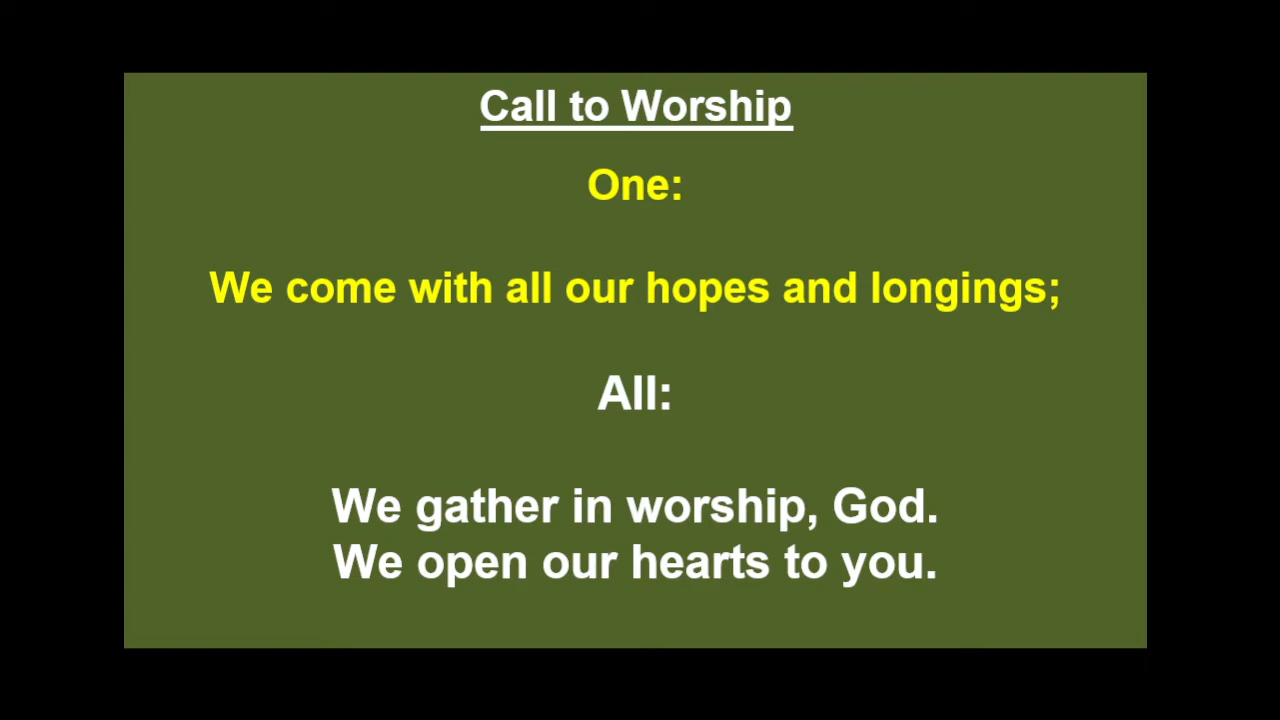 Call to Worship
One:
We come with all our hopes and longings;
All:
We gather in worship, God.
We open our hearts to you.